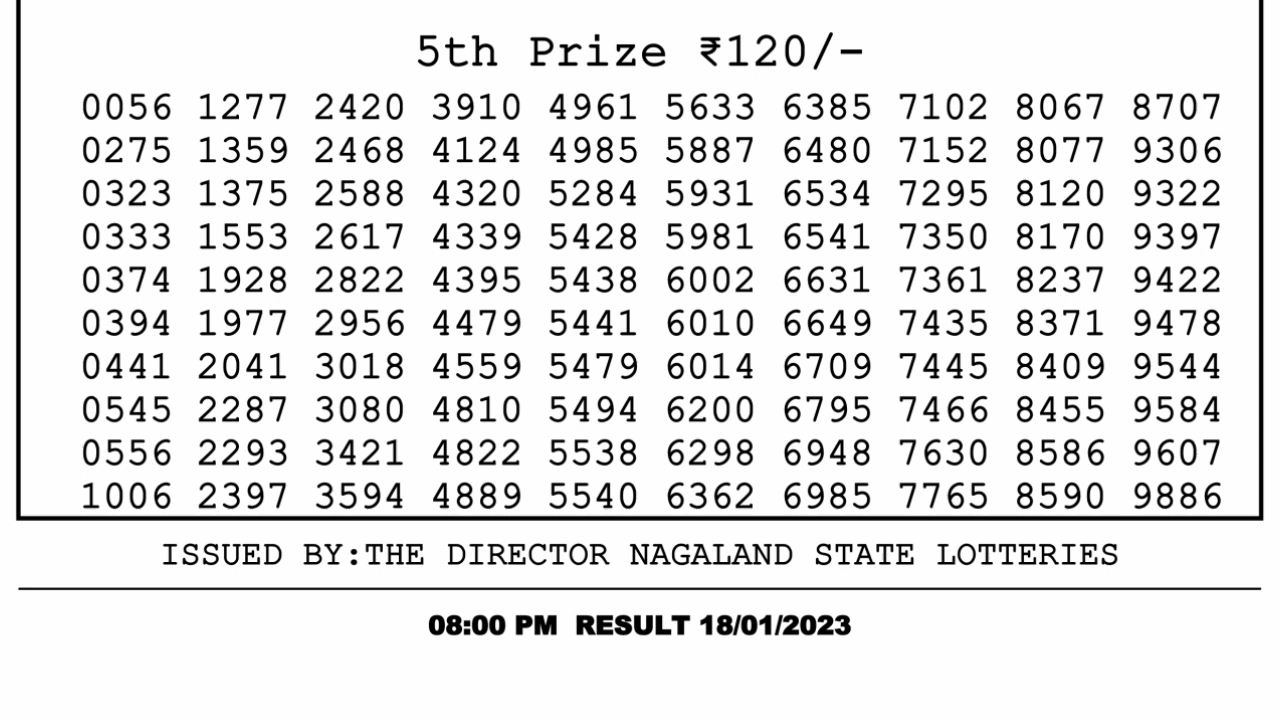 5th Prize ₹120/-
0056 1277 2420 3910 4961 5633 6385 7102 8067 8707
0275 1359 2468 4124 4985 5887 6480 7152 8077 9306
0323 1375 2588 4320 5284 5931 6534 7295 8120 9322
0333 1553 2617 4339 5428 5981 6541 7350 8170 9397
0374 1928 2822 4395 5438 6002 6631 7361 8237 9422
0394 1977 2956 4479 5441 6010 6649 7435 8371 9478
0441 2041 3018 4559 5479 6014 6709 7445 8409 9544
0545 2287 3080 4810 5494 6200 6795 7466 8455 9584
0556 2293 3421 4822 5538 6298 6948 7630 8586 9607
1006 2397 3594 4889 5540 6362 6985 7765 8590 9886
ISSUED BY:THE DIRECTOR NAGALAND STATE LOTTERIES
08:00 PM RESULT 18/01/2023